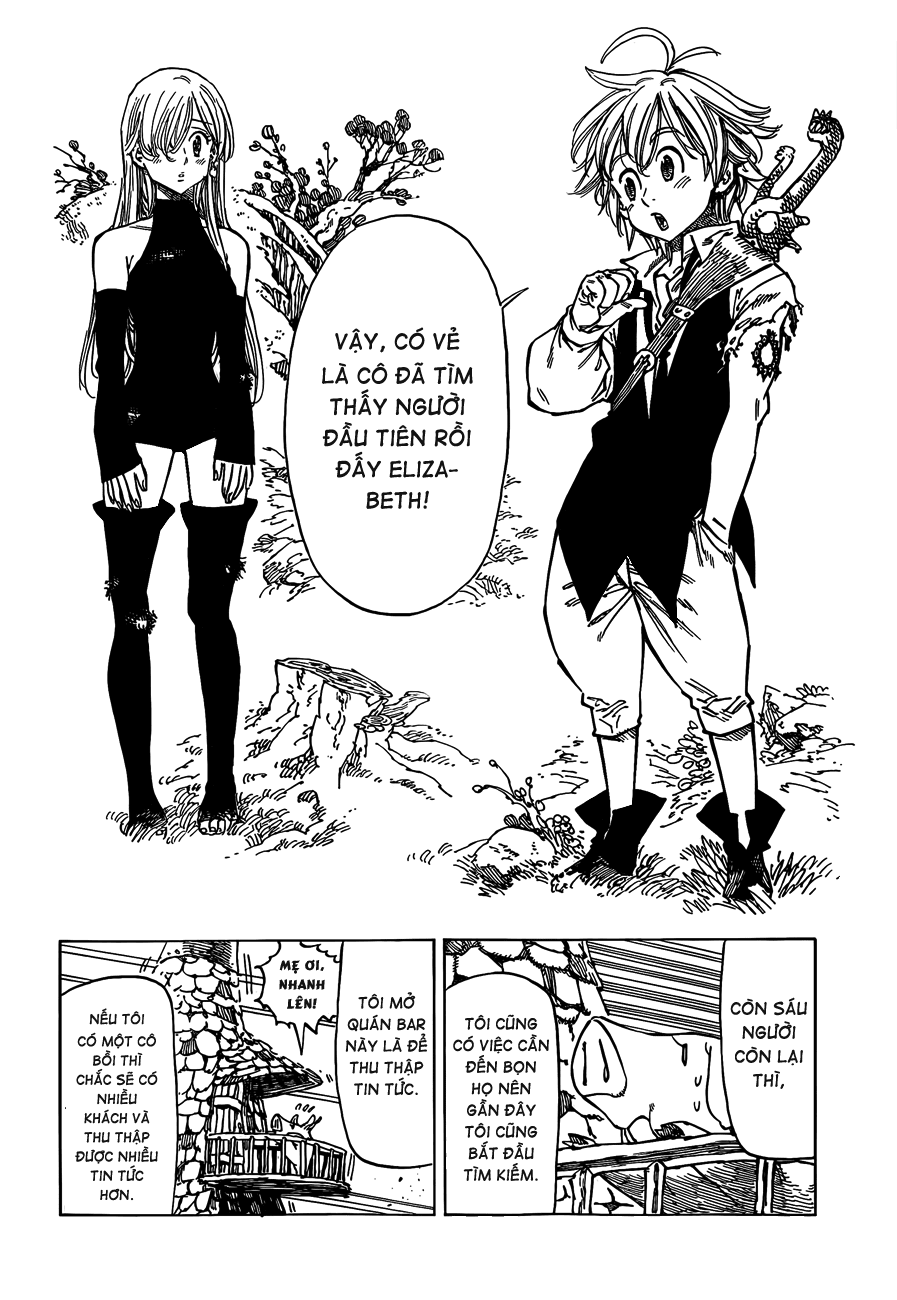 VẬY, CÓ VẺ
LÀ CÔ ĐÃ TÌM
THẤY NGƯỜI
ĐẦU TIÊN RỒI
ĐẤY ELIZA-
BETH!
CÒN SÁU
NGƯỜI
CÒN LẠI
THÌ,
TÔI CŨNG
CÓ VIỆC CẦN
ĐẾN BỌN
HỌ NÊN
GẦN ĐÂY
TÔI CŨNG
BẮT ĐẦU
TÌM KIẾM.
TÔI MỞ
QUÁN BAR
NÀY LÀ ĐỂ
THU THẬP
TIN TỨC.
MẸ ƠI,
NHANH
LÊN!
NẾU TÔI
CÓ MỘT CÔ
BỒI THÌ
CHẮC SẼ CÓ
NHIỀU
KHÁCH VÀ
THU THẬP
ĐƯỢC NHIỀU
TIN TỨC
HƠN.